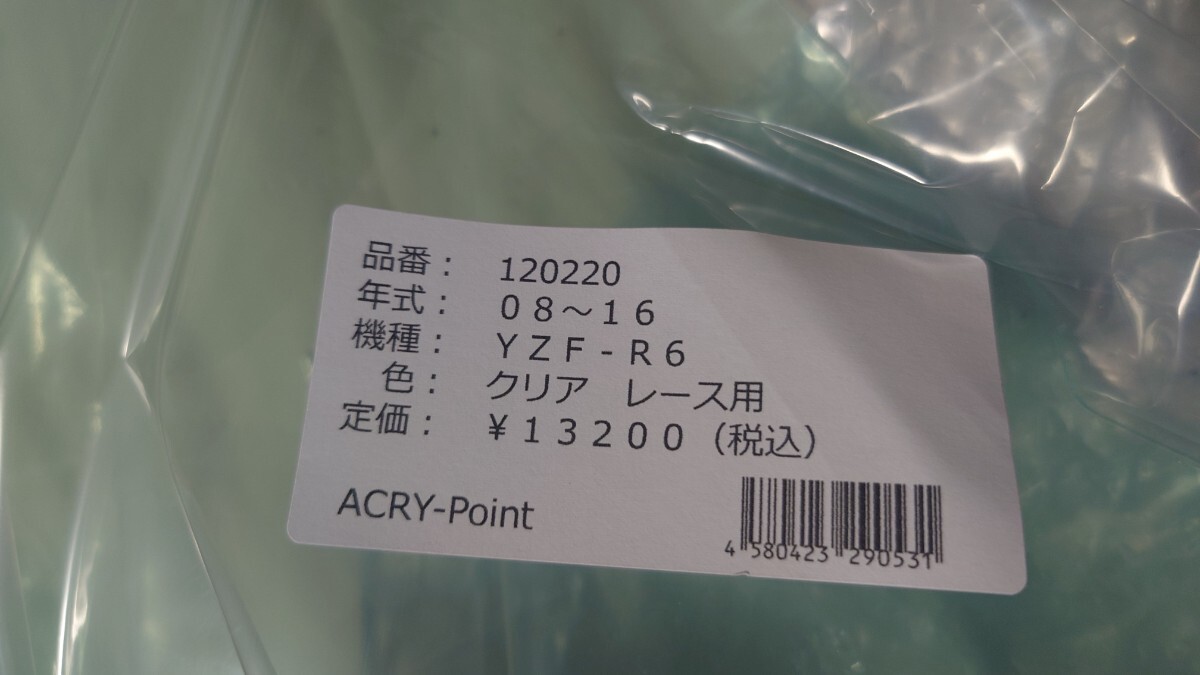 品番： 120220
年式： ０８～１６
機種： ＹＺＦ-Ｒ６
色： クリア　レース用
定価： ￥１３２００（税込）
ACRY-Point
4 580423 290531